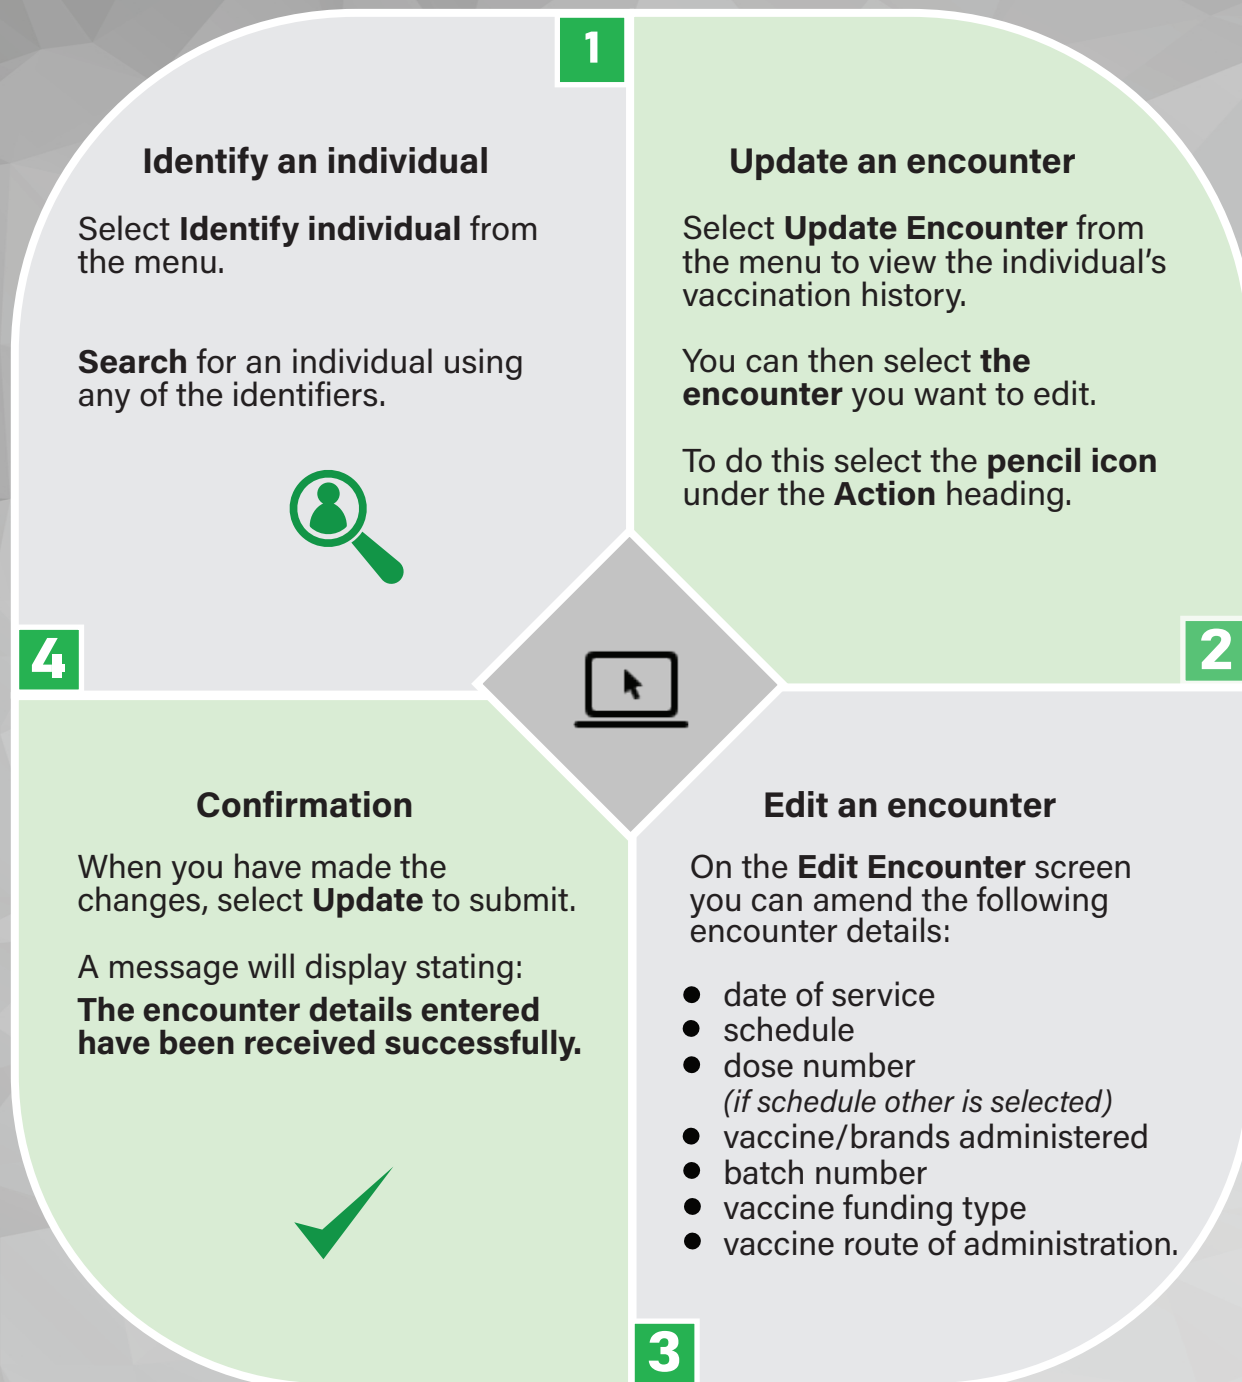 1
Identify an individual
Select Identify individual from
the menu.
Search for an individual using
any of the identifiers.
2
Update an encounter
Select Update Encounter from
the menu to view the individual's
vaccination history.
You can then select the
encounter you want to edit.
To do this select the pencil icon
under the Action heading.
3
Edit an encounter
On the Edit Encounter screen
you can amend the following
encounter details:
● date of service
● schedule
● dose number
(if schedule other is selected)
● vaccine/brands administered
● batch number
● vaccine funding type
● vaccine route of administration.
4
Confirmation
When you have made the
changes, select Update to submit.
A message will display stating:
The encounter details entered
have been received successfully.